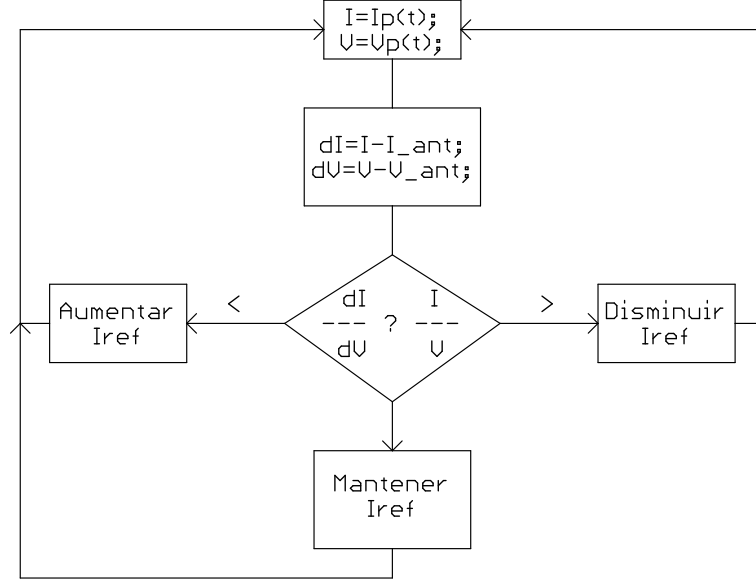 I=Ip(t);
V=Vp(t);
dI=I-I_ant;
dV=V-V_ant;
<
dI I
--- ? ---
dV V
>
Aumentar
Iref
Disminuir
Iref
Mantener
Iref